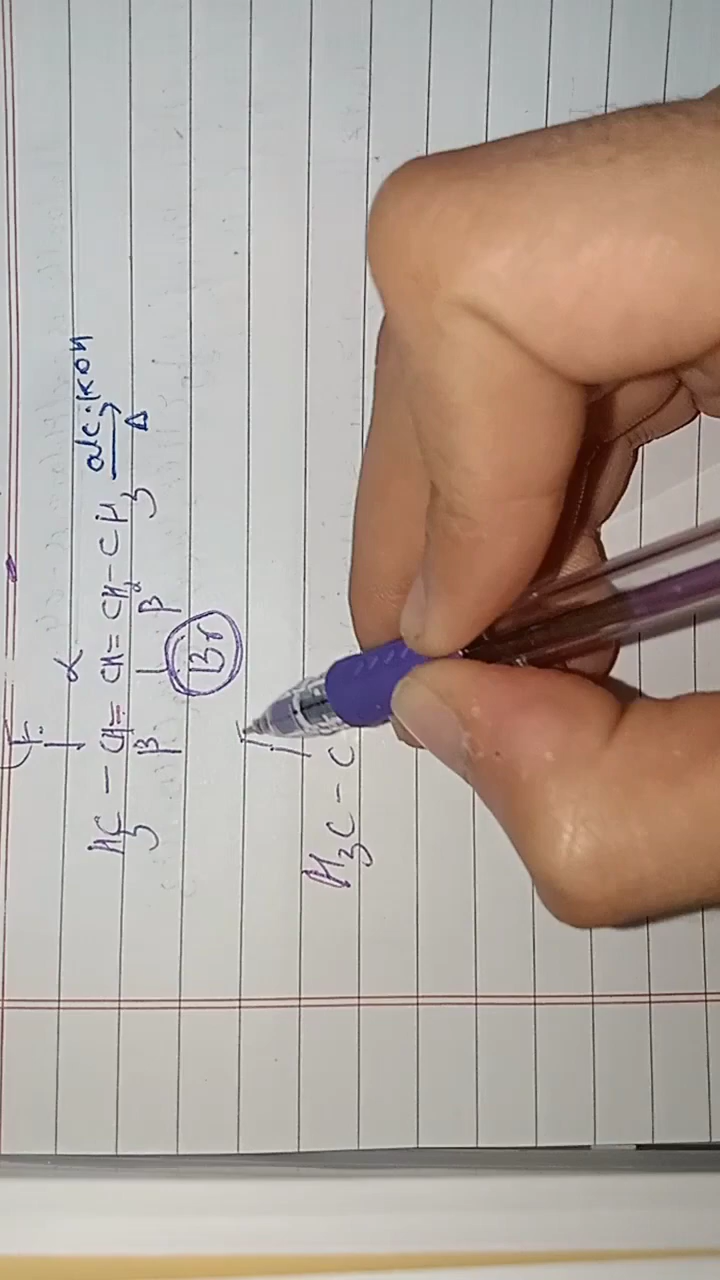 α alc. KOH
H3C - CH = CH = CH2 - CH3 → Δ
β β
Br
H3C - C